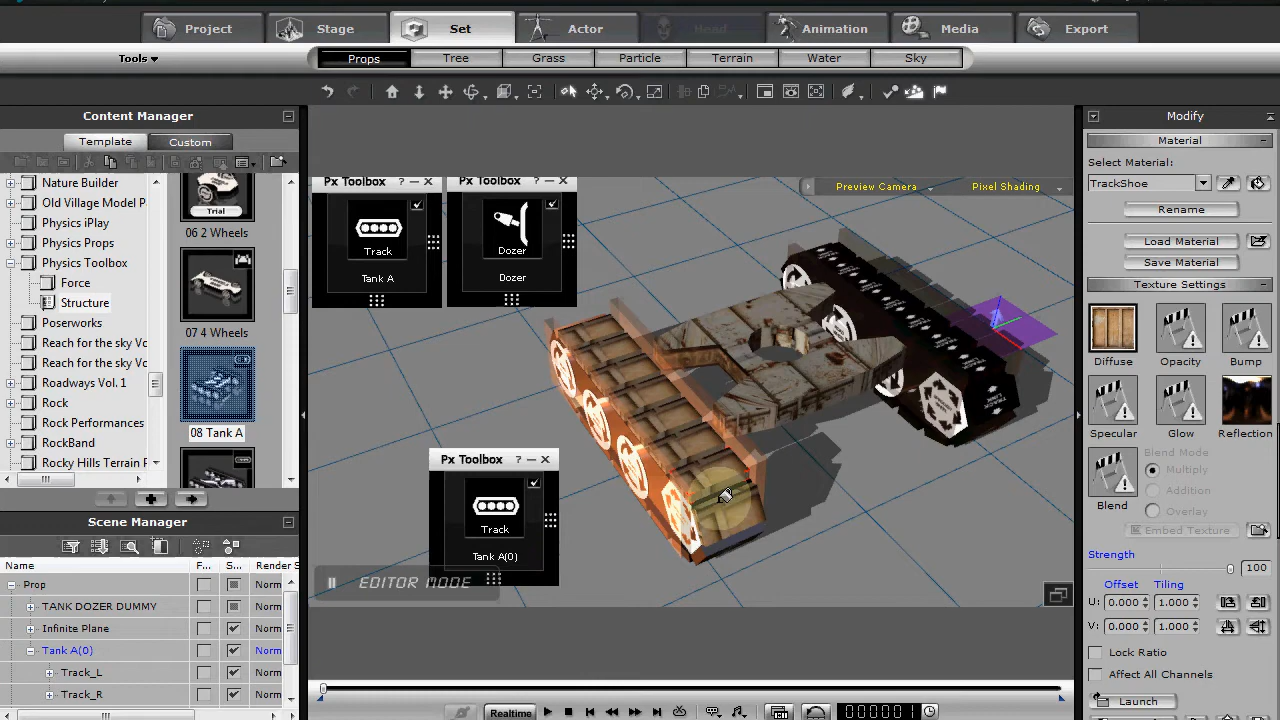 Project
Stage
Set
Actor
Head
Animation
Media
Export
Tools
Props
Tree
Grass
Particle
Terrain
Water
Sky
Content Manager
Template
Custom
Nature Builder
Old Village Model P
Physics iPlay
Physics Props
Physics Toolbox
Force
Structure
Poserworks
Reach for the sky Vo
Reach for the sky Vo
Roadways Vol. 1
Rock
Rock Performances
RockBand
Rocky Hills Terrain P
Trial
06 2 Wheels
07 4 Wheels
08 Tank A
Scene Manager
Name F... S... Render S
Prop Norm
TANK DOZER DUMMY Norm
Infinite Plane Norm
Tank A(0) Norm
Track_L Norm
Track_R Norm
Px Toolbox ?
Track
Tank A
Px Toolbox ?
Dozer
Dozer
Preview Camera
Pixel Shading
Px Toolbox ?
Track
Tank A(0)
EDITOR MODE
Realtime
000001
Modify
Material
Select Material:
TrackShoe
Rename
Load Material
Save Material
Texture Settings
Diffuse
Opacity
Bump
Specular
Glow
Reflection
Blend
Blend Mode
Multiply
Addition
Overlay
Embed Texture
Strength
100
Offset Tiling
U: 0.000 1.000
V: 0.000 1.000
Lock Ratio
Affect All Channels
Launch